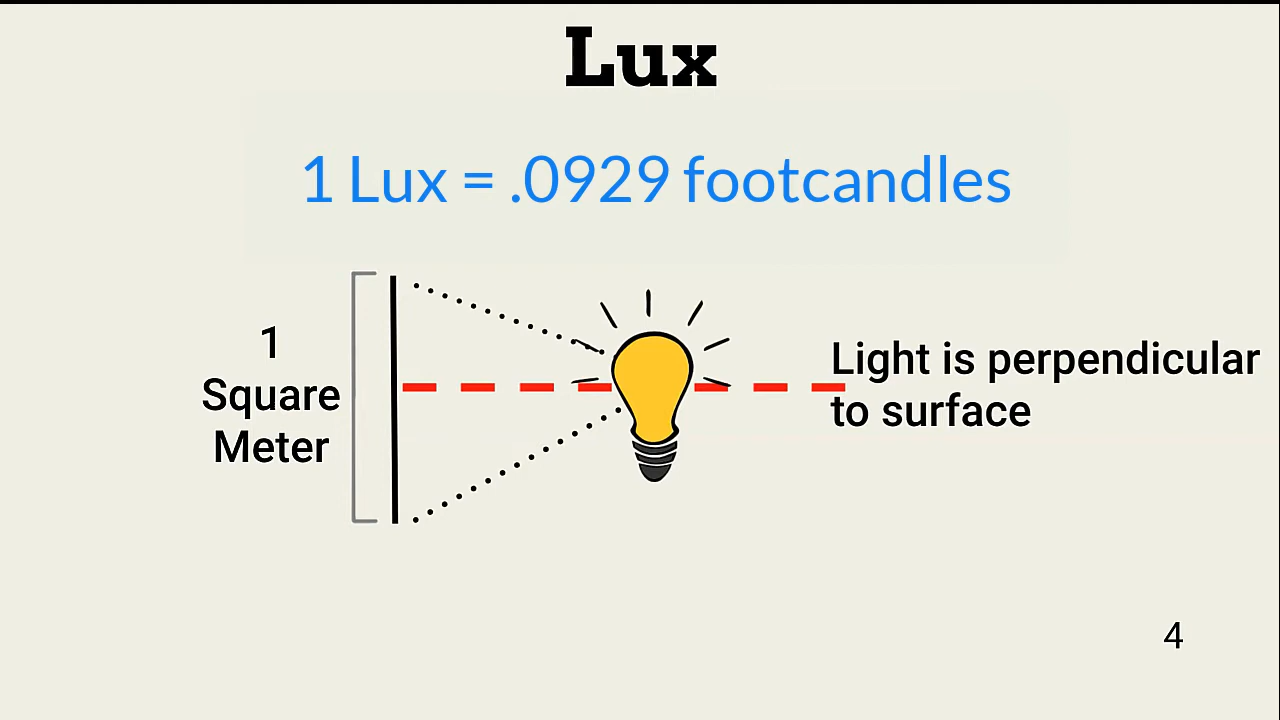 Lux
1 Lux = .0929 footcandles
1
Square
Meter
Light is perpendicular
to surface
4